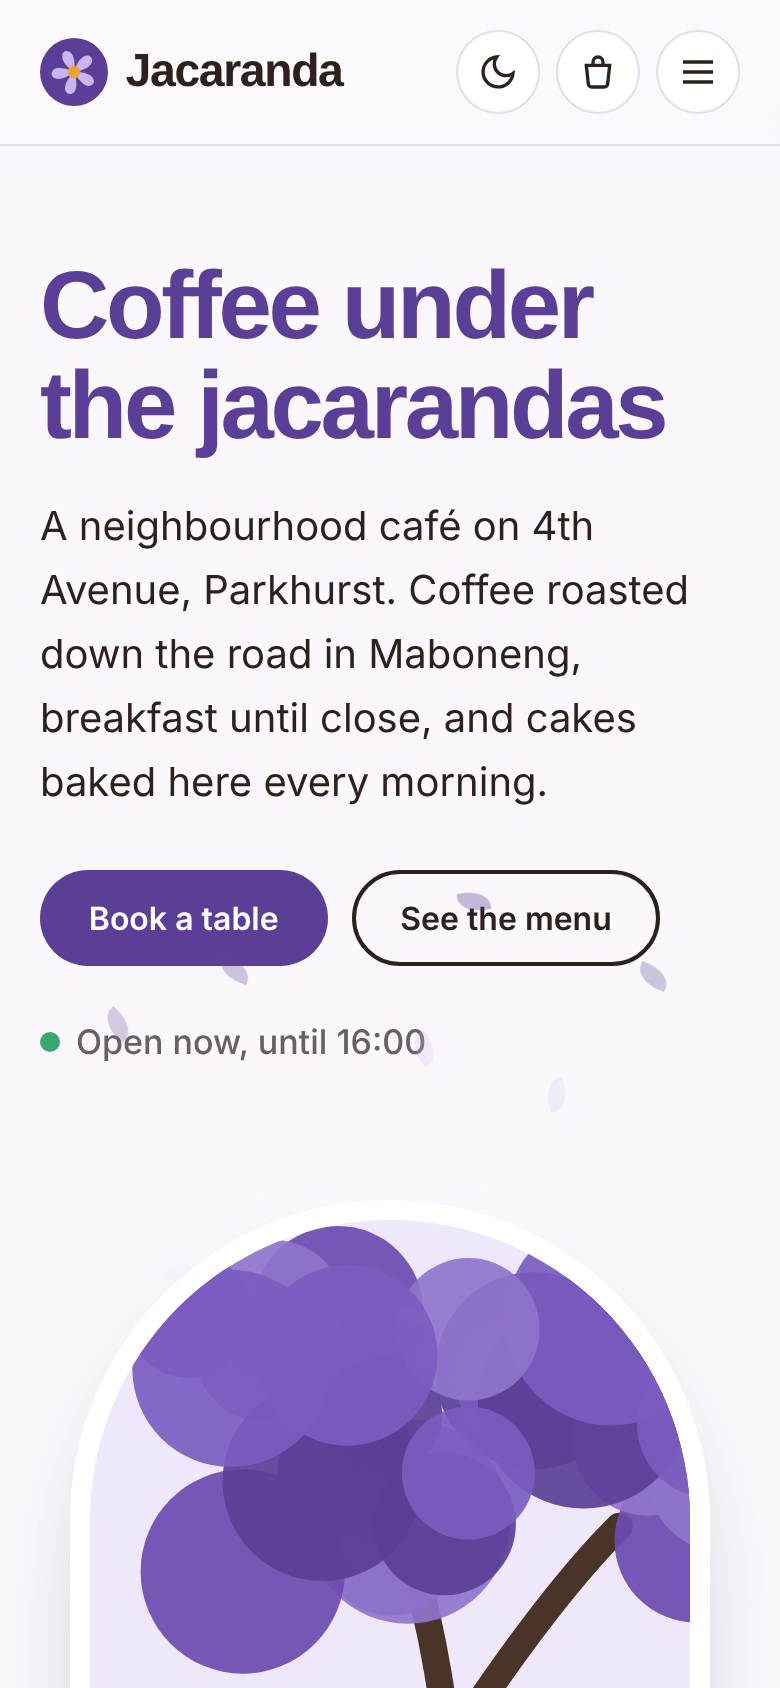 Jacaranda
Coffee under
the jacarandas
A neighbourhood café on 4th
Avenue, Parkhurst. Coffee roasted
down the road in Maboneng,
breakfast until close, and cakes
baked here every morning.
Book a table
See the menu
Open now, until 16:00